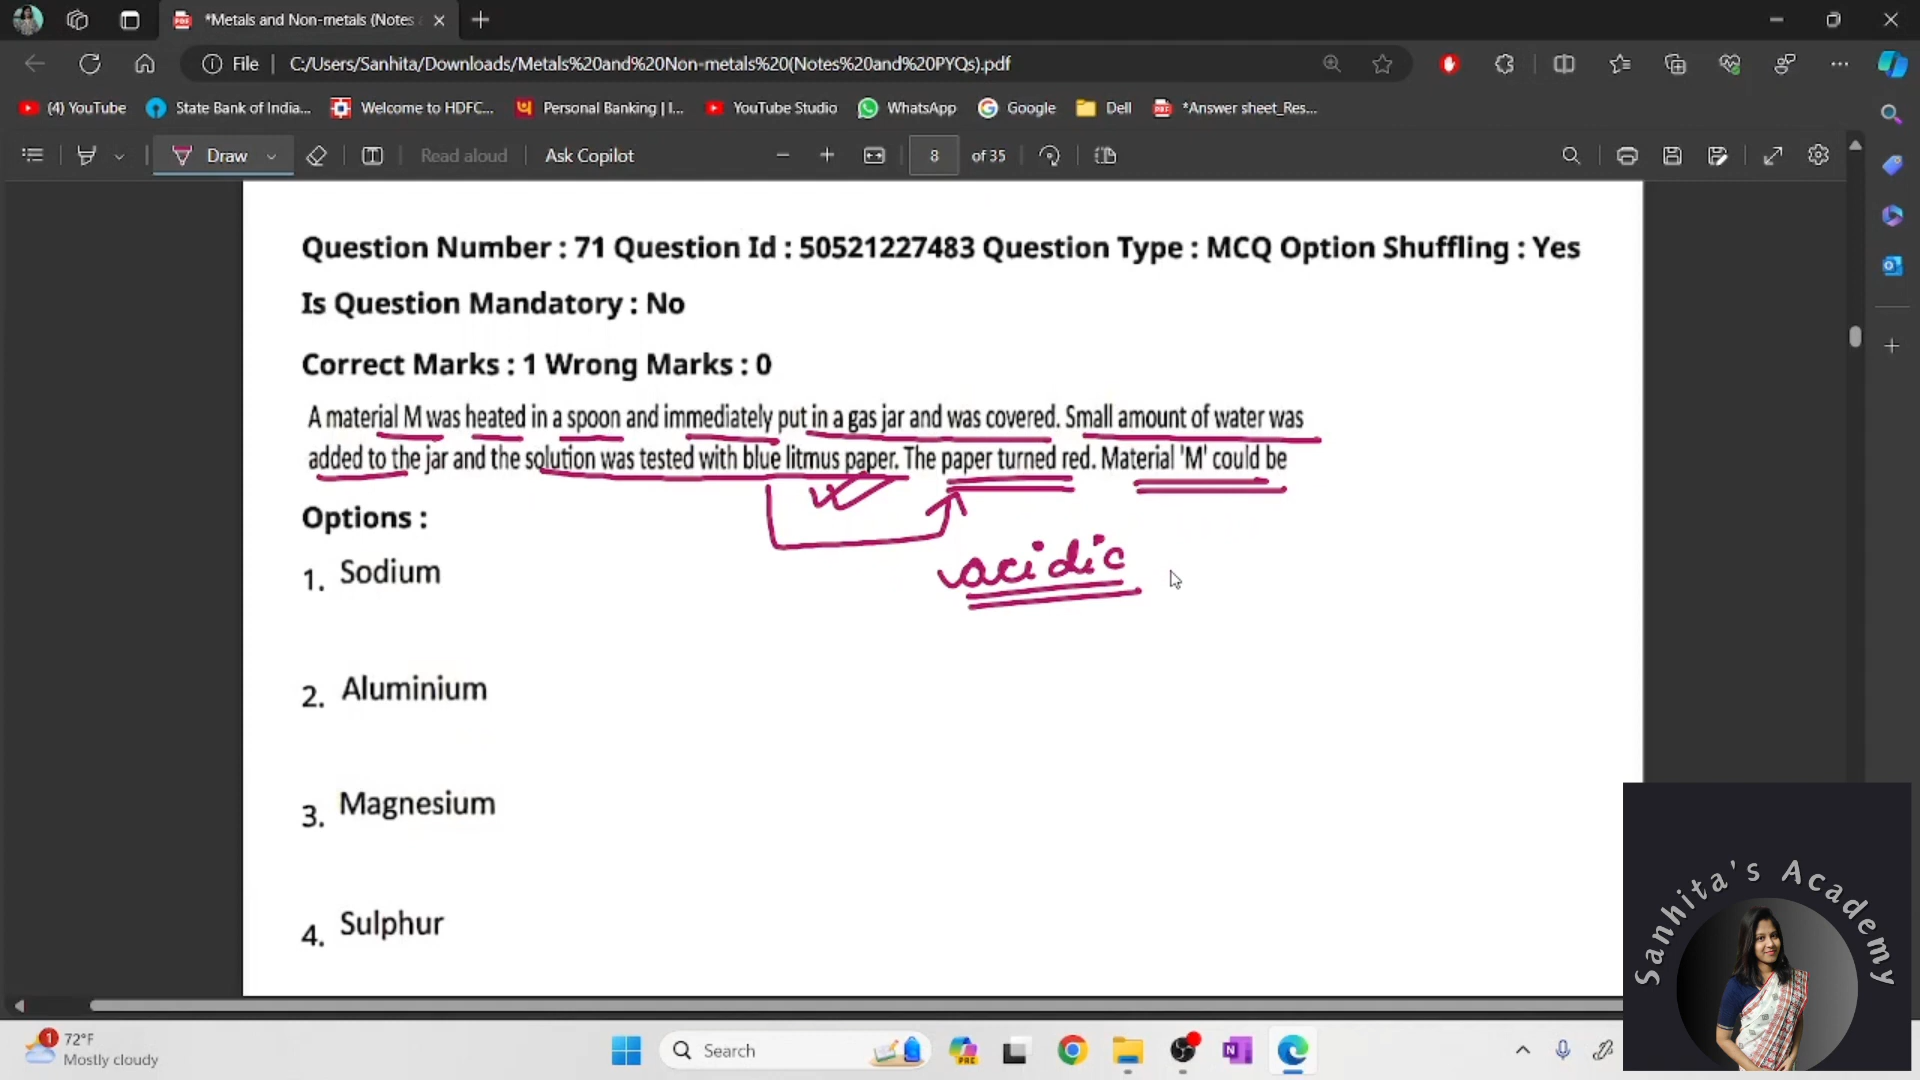 *Metals and Non-metals (Notes
File
C:/Users/Sanhita/Downloads/Metals%20and%20Non-metals%20(Notes%20and%20PYQs).pdf
(4) YouTube
State Bank of India...
Welcome to HDFC...
Personal Banking | I...
YouTube Studio
WhatsApp
Google
Dell
*Answer sheet_Res...
Draw
Read aloud
Ask Copilot
8
of 35
Question Number : 71 Question Id : 50521227483 Question Type : MCQ Option Shuffling : Yes
Is Question Mandatory : No
Correct Marks : 1 Wrong Marks : 0
A material M was heated in a spoon and immediately put in a gas jar and was covered. Small amount of water was
added to the jar and the solution was tested with blue litmus paper. The paper turned red. Material 'M' could be
Options :
acidic
1. Sodium
2. Aluminium
3. Magnesium
4. Sulphur
Sanhita's Academy
1
72°F
Mostly cloudy
Search
PRE
N